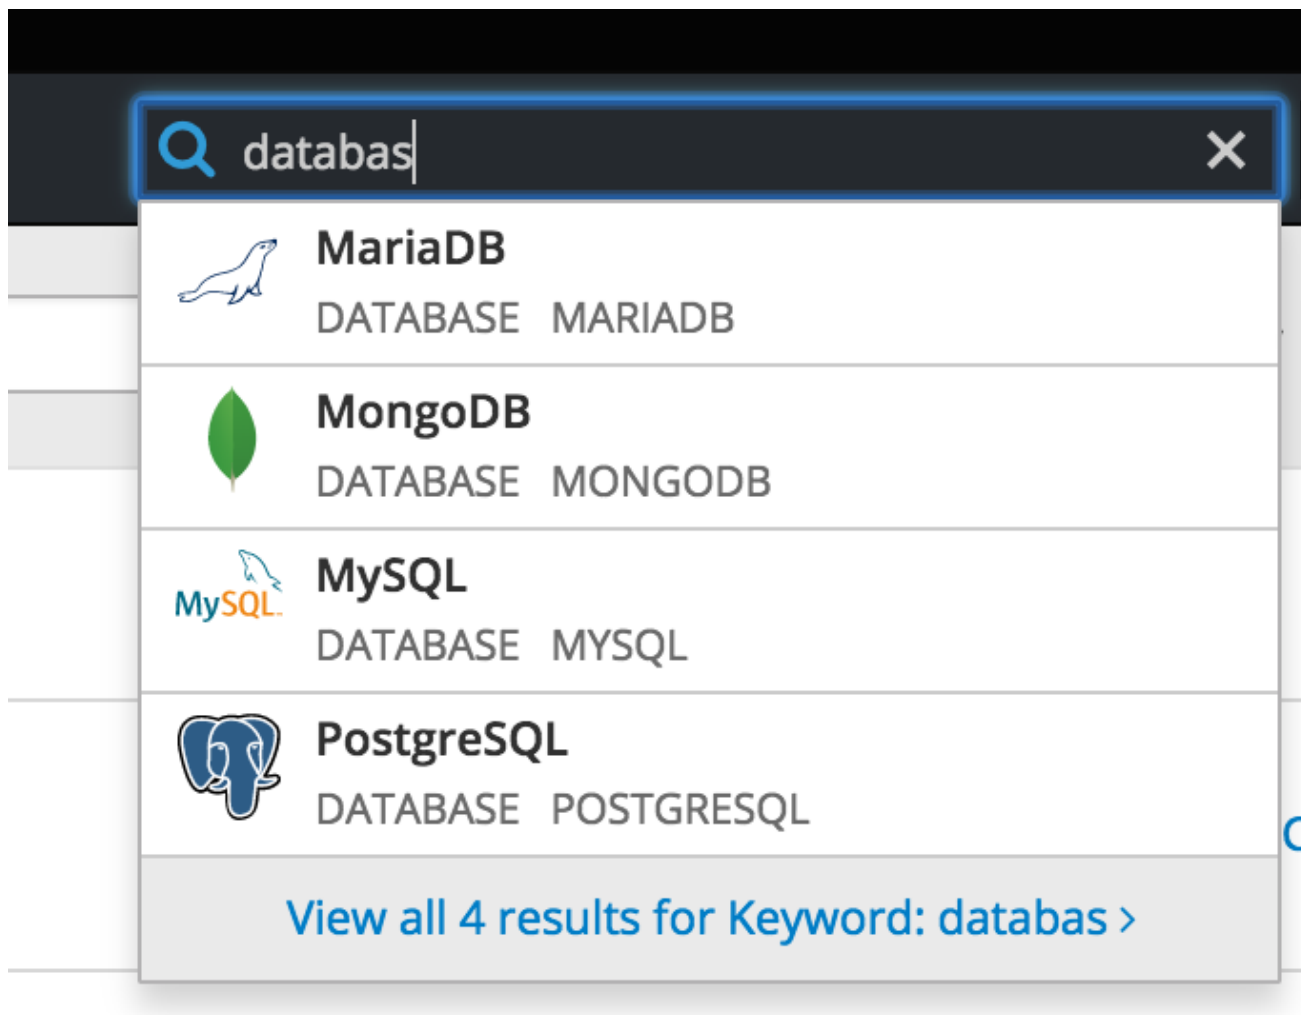 databas
MariaDB
DATABASE MARIADB
MongoDB
DATABASE MONGODB
MySQL
MySQL
DATABASE MYSQL
PostgreSQL
DATABASE POSTGRESQL
View all 4 results for Keyword: databas >